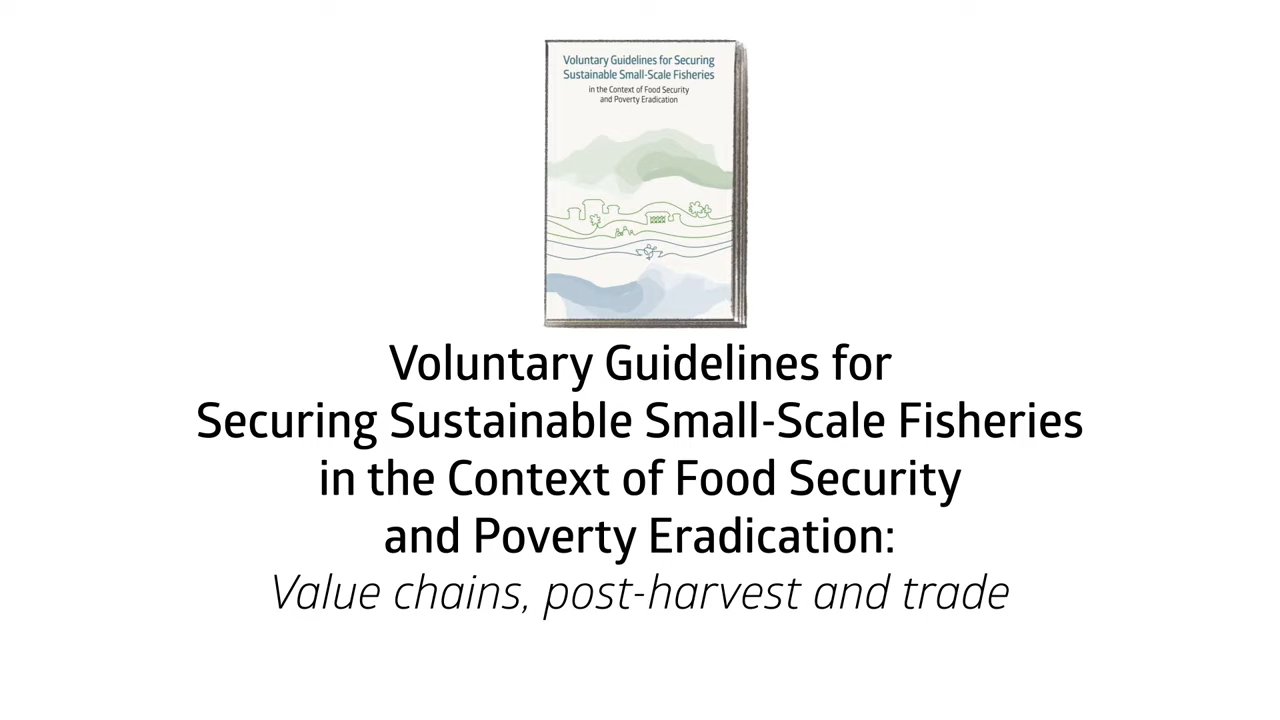 Voluntary Guidelines for Securing
Sustainable Small-Scale Fisheries
in the Context of Food Security
and Poverty Eradication
Voluntary Guidelines for
Securing Sustainable Small-Scale Fisheries
in the Context of Food Security
and Poverty Eradication:
Value chains, post-harvest and trade